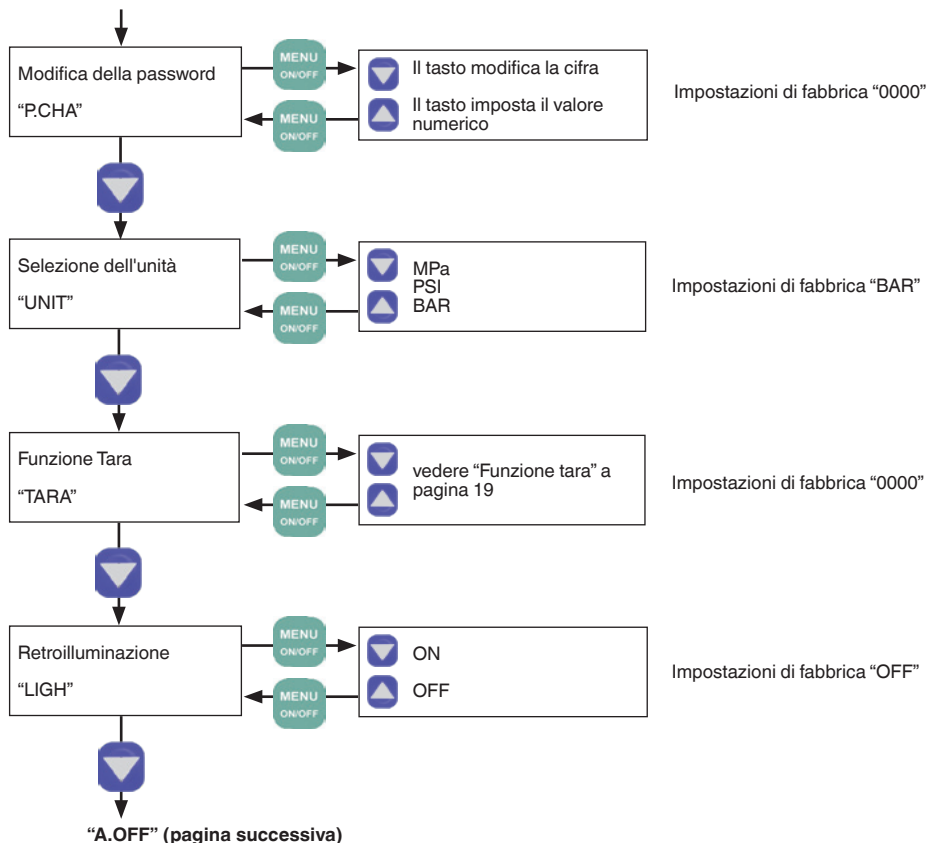 Modifica della password
“P.CHA”
MENU
ON/OFF
MENU
ON/OFF
Il tasto modifica la cifra
Il tasto imposta il valore
numerico
Impostazioni di fabbrica “0000”
Selezione dell'unità
“UNIT”
MENU
ON/OFF
MENU
ON/OFF
MPa
PSI
BAR
Impostazioni di fabbrica “BAR”
Funzione Tara
“TARA”
MENU
ON/OFF
MENU
ON/OFF
vedere “Funzione tara” a
pagina 19
Impostazioni di fabbrica “0000”
Retroilluminazione
“LIGH”
MENU
ON/OFF
MENU
ON/OFF
ON
OFF
Impostazioni di fabbrica “OFF”
“A.OFF” (pagina successiva)